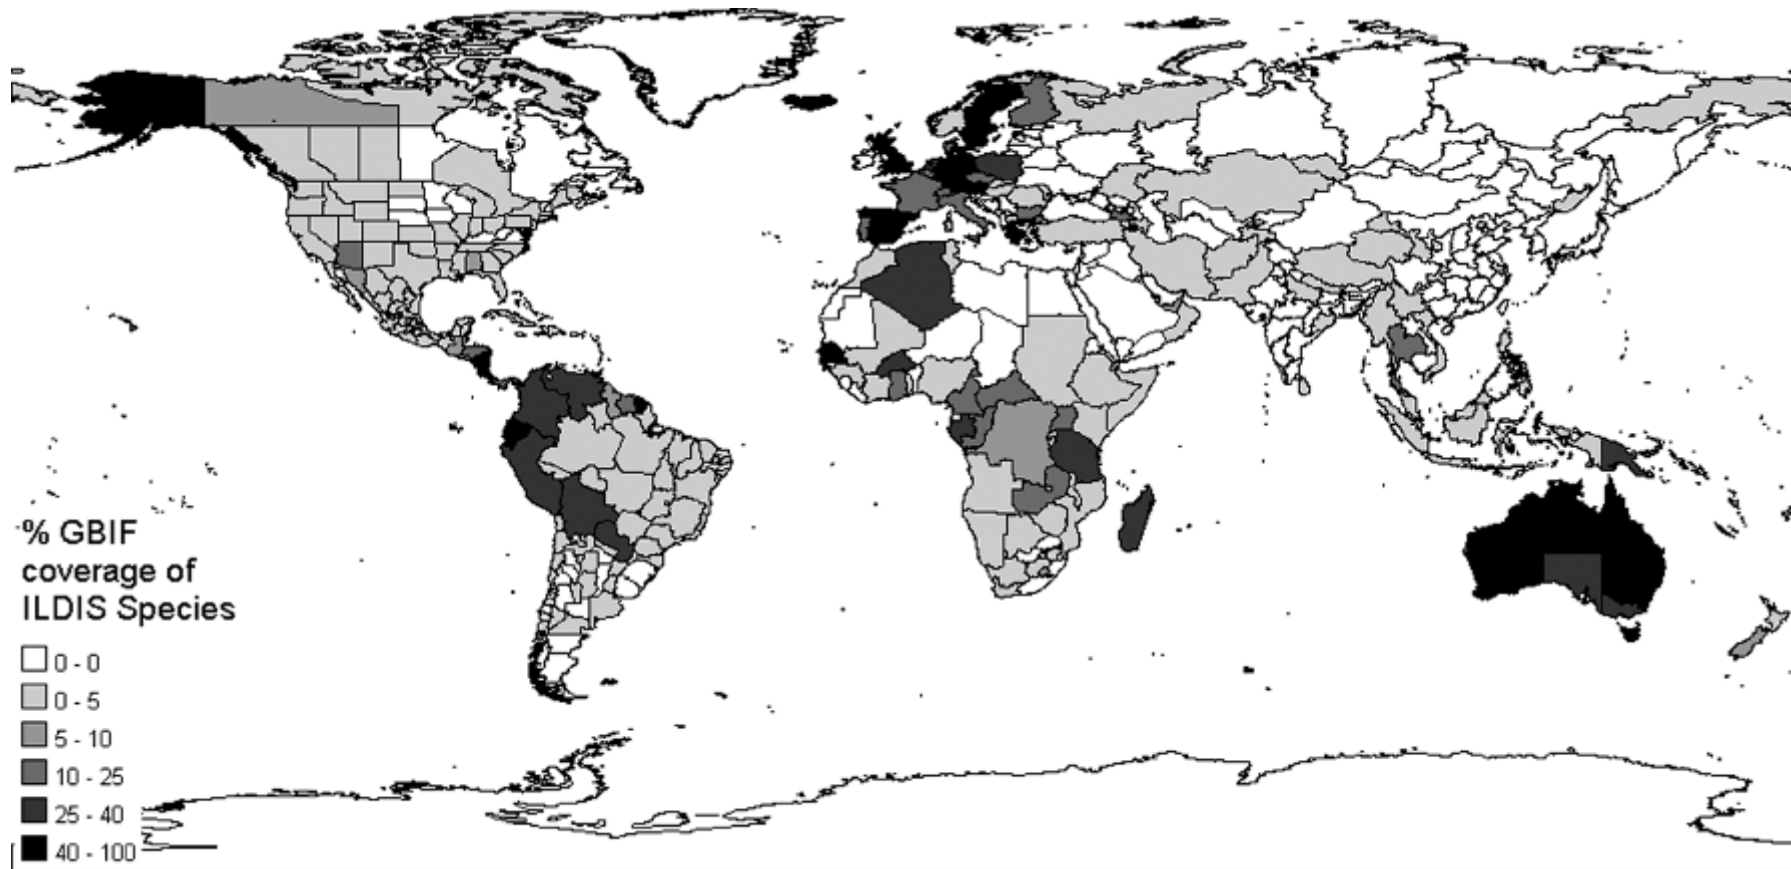 % GBIF
coverage of
ILDIS Species
0 - 0
0 - 5
5 - 10
10 - 25
25 - 40
40 - 100